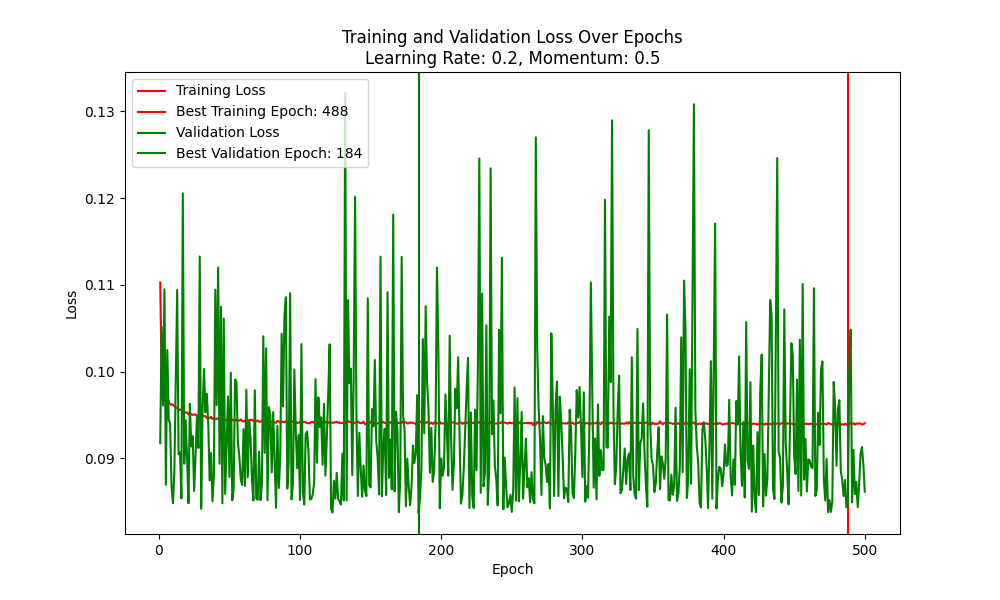 Training and Validation Loss Over Epochs
Learning Rate: 0.2, Momentum: 0.5
Training Loss
Best Training Epoch: 488
Validation Loss
Best Validation Epoch: 184
0.13
0.12
0.11
0.10
0.09
Loss
0
100
200
300
400
500
Epoch